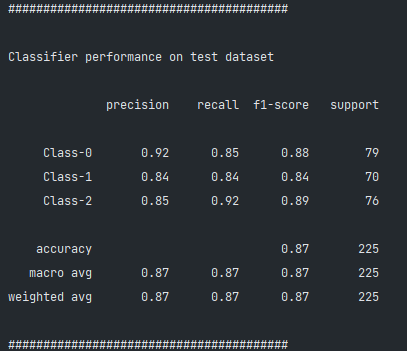 ########################################
Classifier performance on test dataset
precision recall f1-score support
Class-0 0.92 0.85 0.88 79
Class-1 0.84 0.84 0.84 70
Class-2 0.85 0.92 0.89 76
accuracy 0.87 225
macro avg 0.87 0.87 0.87 225
weighted avg 0.87 0.87 0.87 225
########################################